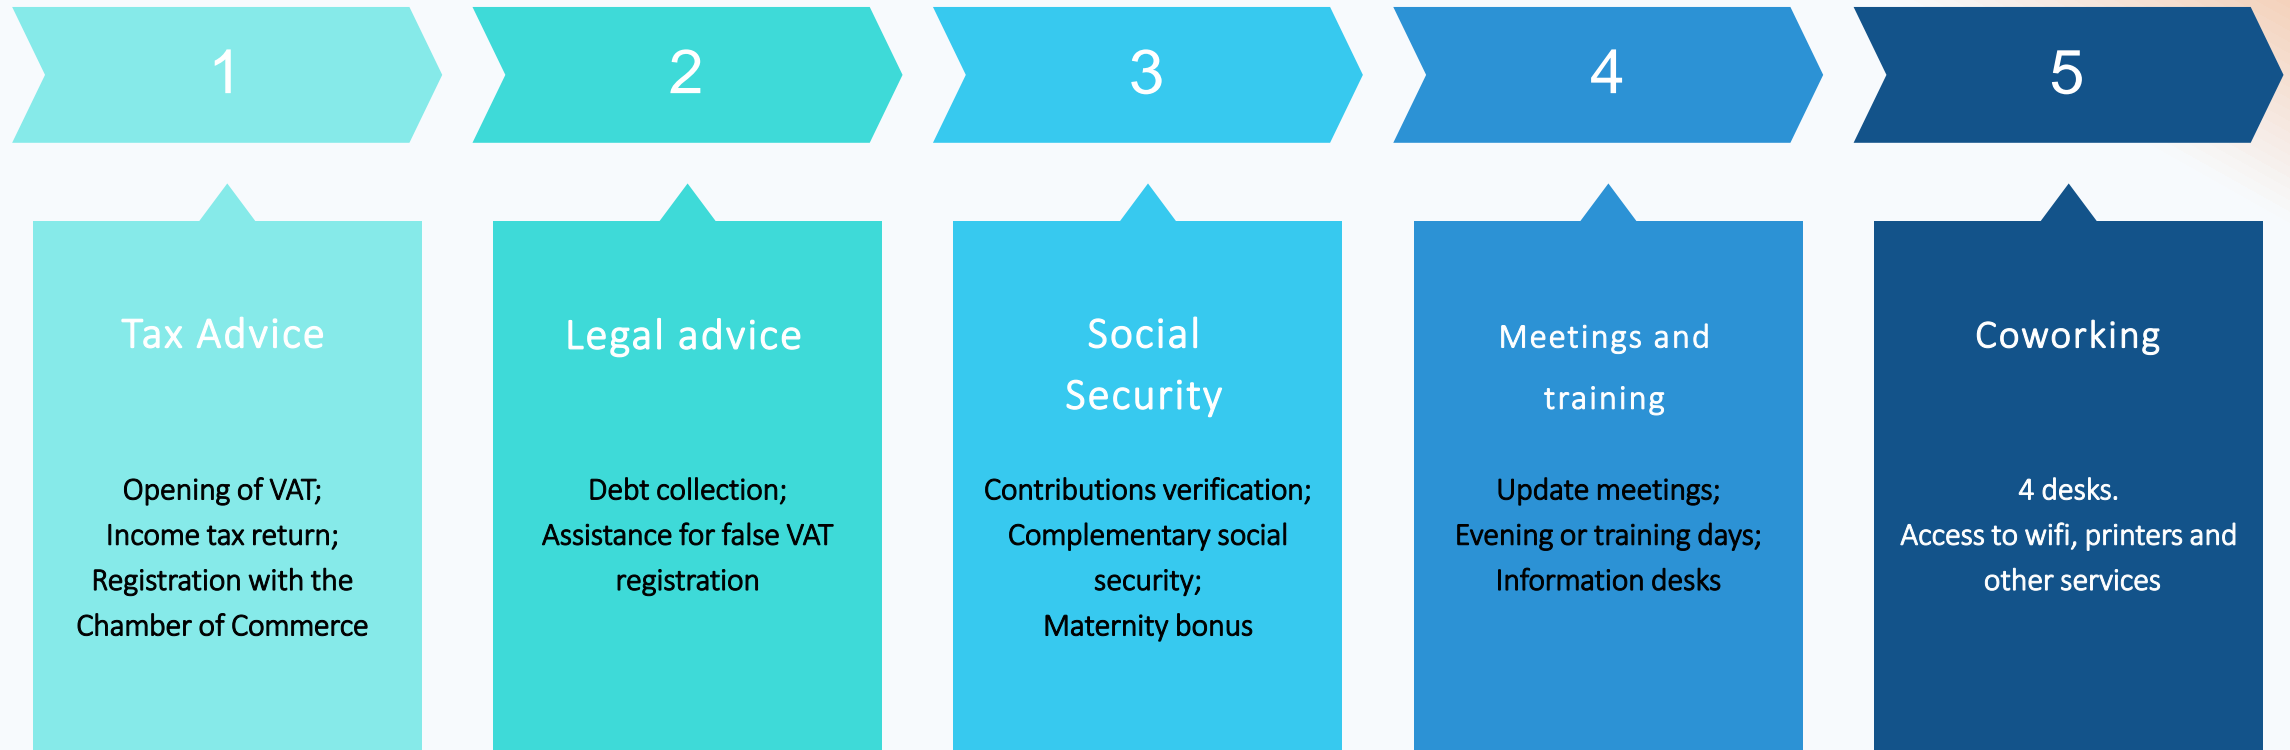 1
2
3
4
5
Tax Advice
Opening of VAT;
Income tax return;
Registration with the
Chamber of Commerce
Legal advice
Debt collection;
Assistance for false VAT
registration
Social
Security
Contributions verification;
Complementary social
security;
Maternity bonus
Meetings and
training
Update meetings;
Evening or training days;
Information desks
Coworking
4 desks.
Access to wifi, printers and
other services